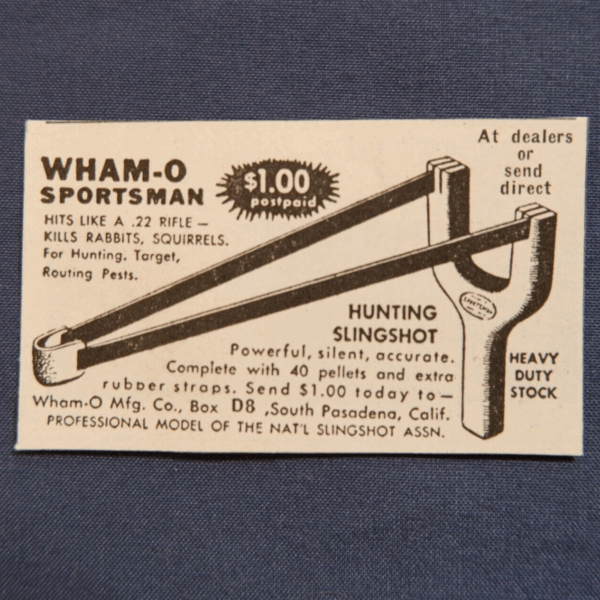 At dealers
or
send
direct
WHAM-O
SPORTSMAN
$1.00
postpaid
HITS LIKE A .22 RIFLE —
KILLS RABBITS, SQUIRRELS.
For Hunting, Target,
Routing Pests.
HUNTING
SLINGSHOT
Powerful, silent, accurate.
Complete with 40 pellets and extra
rubber straps. Send $1.00 today to—
Wham-O Mfg. Co., Box D8 ,South Pasadena, Calif.
PROFESSIONAL MODEL OF THE NAT'L SLINGSHOT ASSN.
HEAVY
DUTY
STOCK